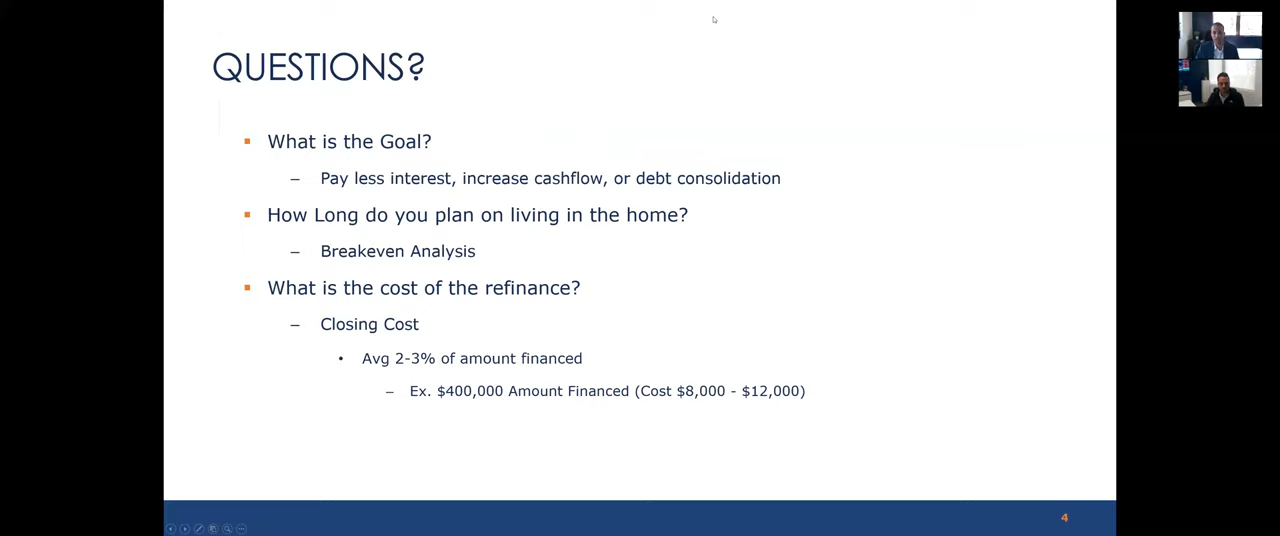 QUESTIONS?
▪ What is the Goal?
– Pay less interest, increase cashflow, or debt consolidation
▪ How Long do you plan on living in the home?
– Breakeven Analysis
▪ What is the cost of the refinance?
– Closing Cost
• Avg 2-3% of amount financed
– Ex. $400,000 Amount Financed (Cost $8,000 - $12,000)
4